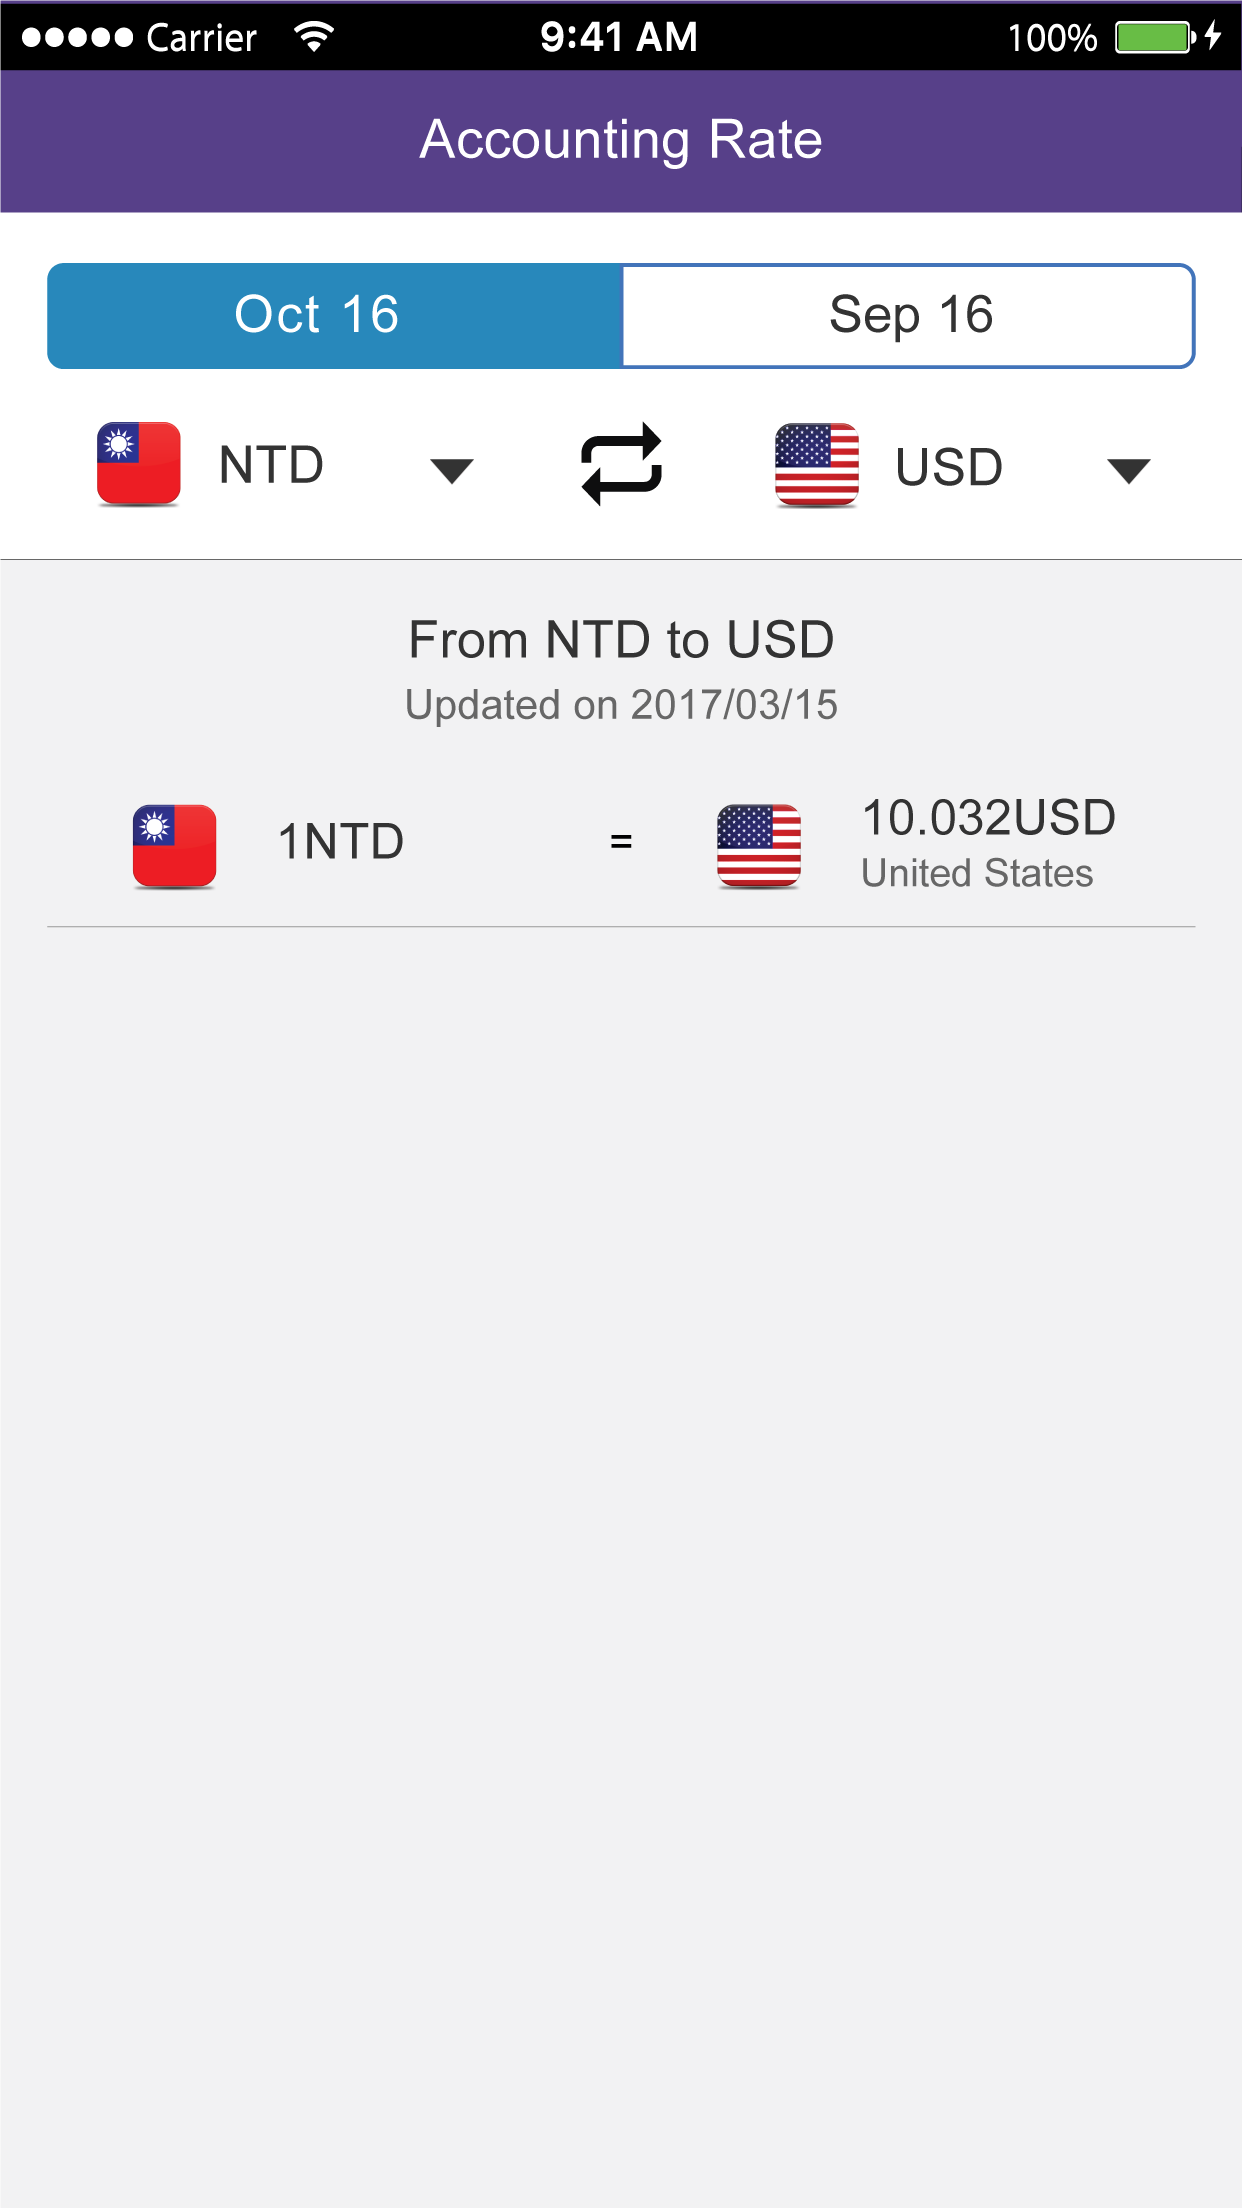 Carrier 9:41 AM 100%
Accounting Rate
Oct 16 Sep 16
NTD USD
From NTD to USD
Updated on 2017/03/15
1NTD = 10.032USD
United States